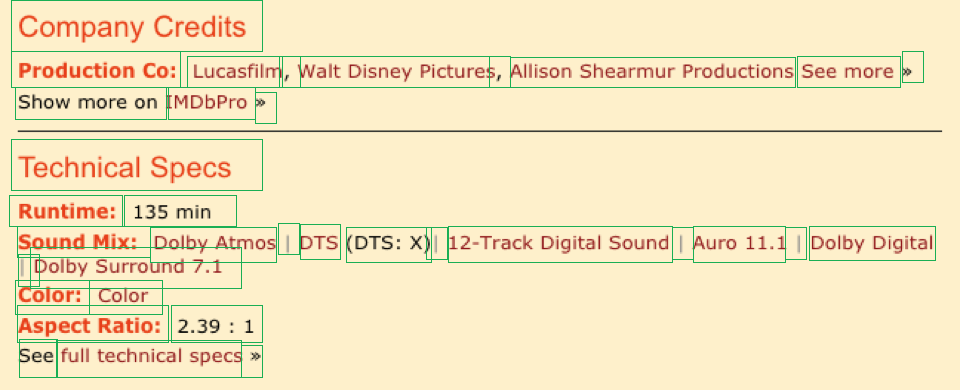 Company Credits
Production Co: Lucasfilm, Walt Disney Pictures, Allison Shearmur Productions See more »
Show more on IMDbPro »
Technical Specs
Runtime: 135 min
Sound Mix: Dolby Atmos | DTS (DTS: X)| 12-Track Digital Sound | Auro 11.1 | Dolby Digital
| Dolby Surround 7.1
Color: Color
Aspect Ratio: 2.39 : 1
See full technical specs »